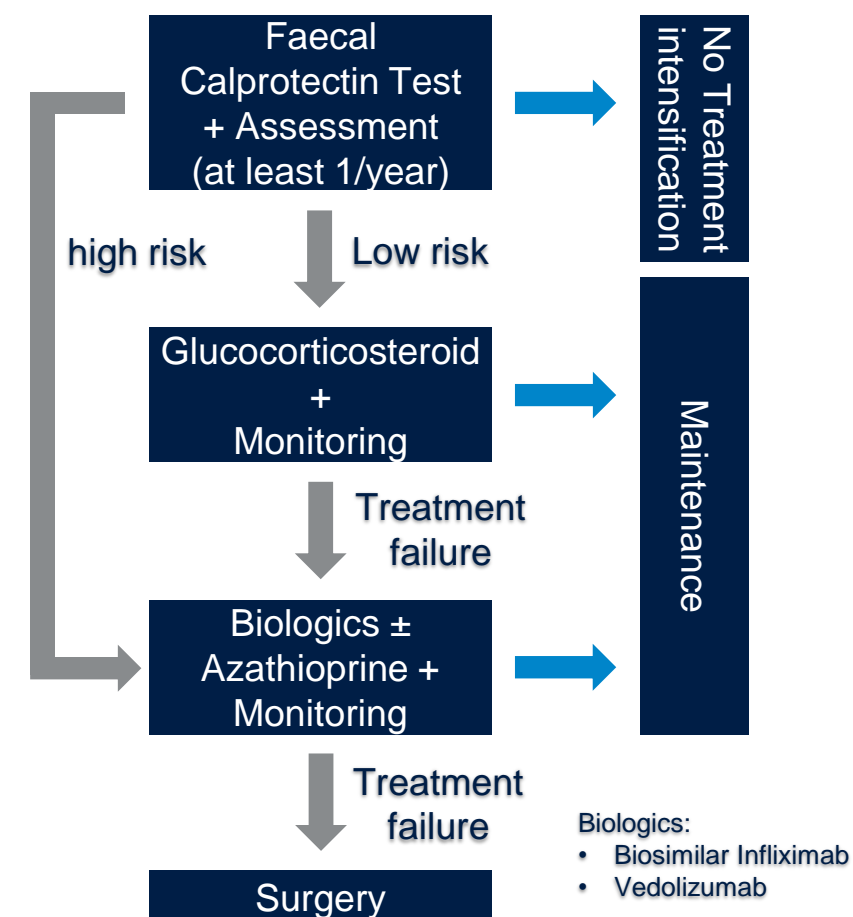 Faecal
Calprotectin Test
+ Assessment
(at least 1/year)
No Treatment
intensification
high risk
Low risk
Glucocorticosteroid
+
Monitoring
Maintenance
Treatment
failure
Biologics ±
Azathioprine +
Monitoring
Treatment
failure
Biologics:
• Biosimilar Infliximab
• Vedolizumab
Surgery